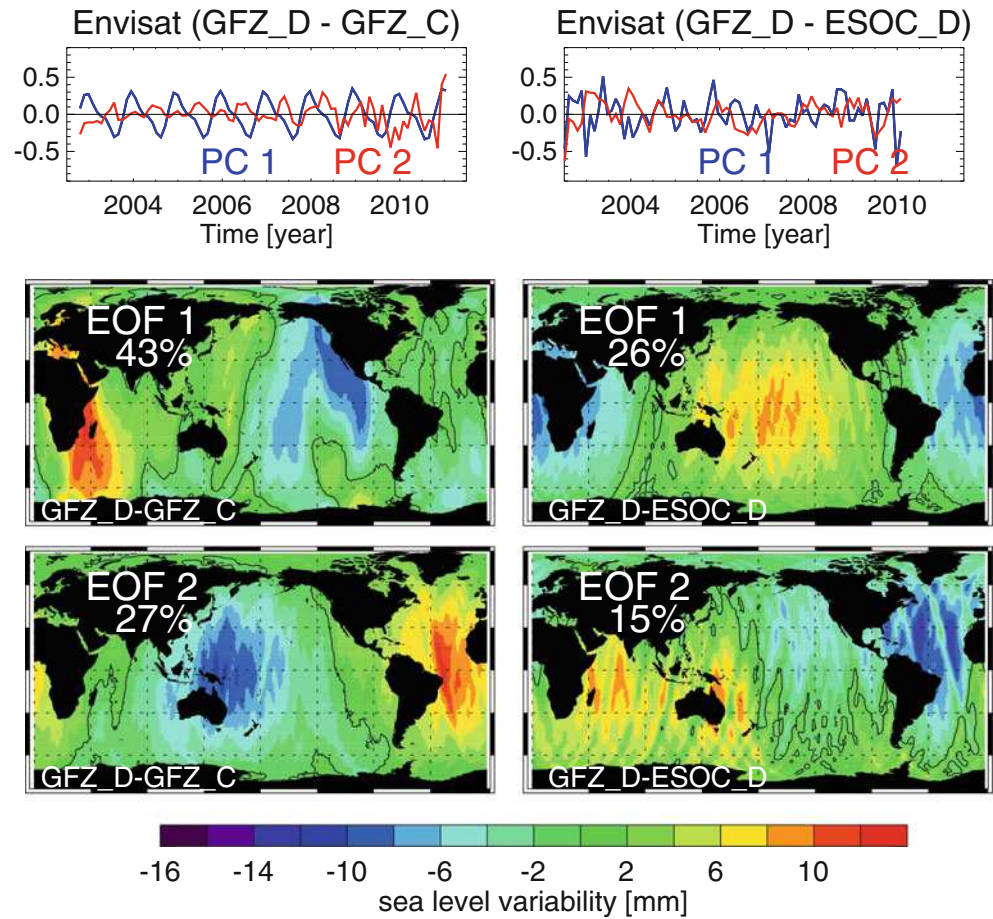 Envisat (GFZ_D - GFZ_C)
Envisat (GFZ_D - ESOC_D)
0.5
0.0
-0.5
PC 1
PC 2
2004
2006
2008
2010
Time [year]
0.5
0.0
-0.5
PC 1
PC 2
2004
2006
2008
2010
Time [year]
EOF 1
43%
GFZ_D-GFZ_C
EOF 1
26%
GFZ_D-ESOC_D
EOF 2
27%
GFZ_D-GFZ_C
EOF 2
15%
GFZ_D-ESOC_D
-16
-14
-10
-6
-2
2
6
10
sea level variability [mm]